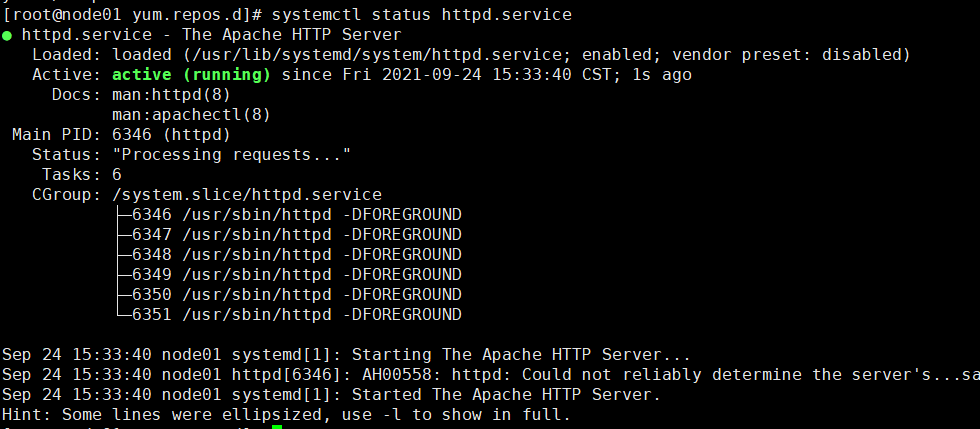 [root@node01 yum.repos.d]# systemctl status httpd.service
● httpd.service - The Apache HTTP Server
   Loaded: loaded (/usr/lib/systemd/system/httpd.service; enabled; vendor preset: disabled)
   Active: active (running) since Fri 2021-09-24 15:33:40 CST; 1s ago
     Docs: man:httpd(8)
           man:apachectl(8)
 Main PID: 6346 (httpd)
   Status: "Processing requests..."
    Tasks: 6
   CGroup: /system.slice/httpd.service
           ├─6346 /usr/sbin/httpd -DFOREGROUND
           ├─6347 /usr/sbin/httpd -DFOREGROUND
           ├─6348 /usr/sbin/httpd -DFOREGROUND
           ├─6349 /usr/sbin/httpd -DFOREGROUND
           ├─6350 /usr/sbin/httpd -DFOREGROUND
           └─6351 /usr/sbin/httpd -DFOREGROUND

Sep 24 15:33:40 node01 systemd[1]: Starting The Apache HTTP Server...
Sep 24 15:33:40 node01 httpd[6346]: AH00558: httpd: Could not reliably determine the server's...sa
Sep 24 15:33:40 node01 systemd[1]: Started The Apache HTTP Server.
Hint: Some lines were ellipsized, use -l to show in full.